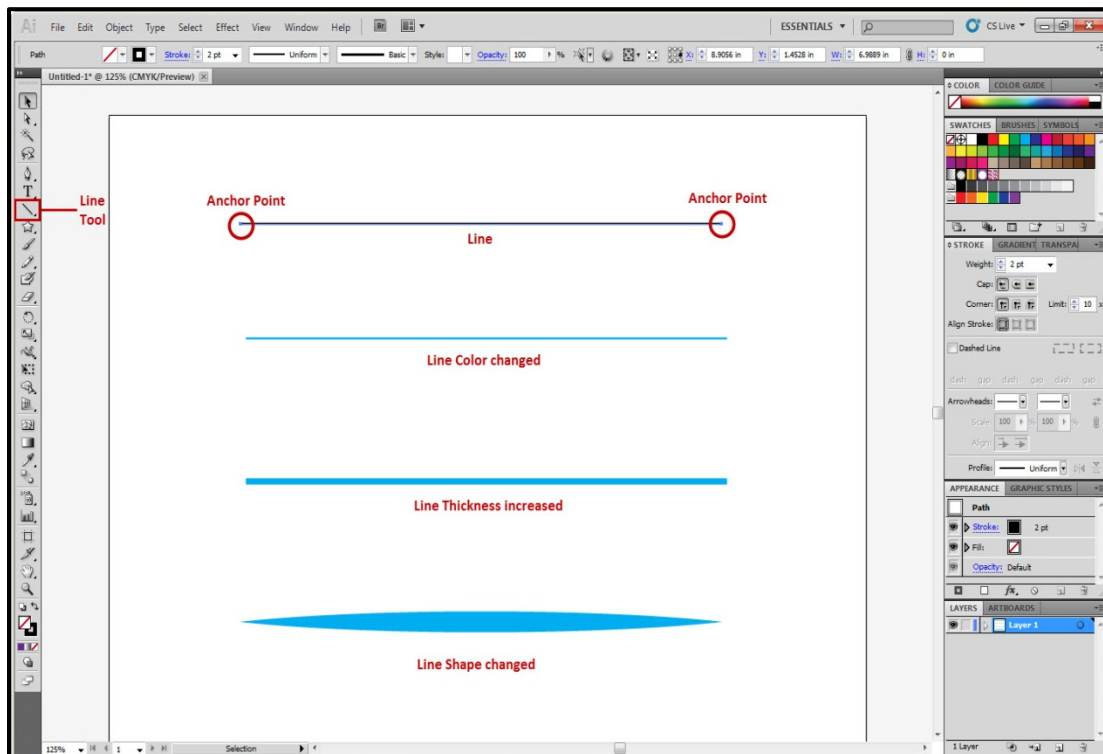 Ai File Edit Object Type Select Effect View Window Help Br ESSENTIALS CS Live
Path Stroke: 2 pt Uniform Basic Style: Opacity: 100 % X: 8.9056 in Y: 1.4528 in W: 6.9889 in H: 0 in
Untitled-1* @ 125% (CMYK/Preview)
COLOR COLOR GUIDE
SWATCHES BRUSHES SYMBOLS
Line
Tool
Anchor Point
Anchor Point
Line
STROKE GRADIENT TRANSPA
Weight: 2 pt
Cap:
Corner: Limit: 10 x
Align Stroke:
Dashed Line
dash gap dash gap dash gap
Arrowheads:
Scale: 100 % 100 %
Align:
Profile: Uniform
Line Color changed
Line Thickness increased
APPEARANCE GRAPHIC STYLES
Path
Stroke: 2 pt
Fill:
Opacity: Default
fx
LAYERS ARTBOARDS
Layer 1
Line Shape changed
125% 1 Selection
1 Layer